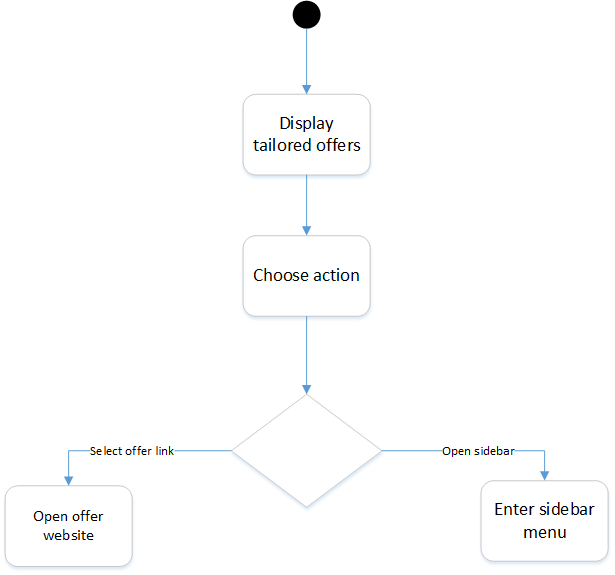 Display
tailored offers
Choose action
Select offer link
Open sidebar
Open offer
website
Enter sidebar
menu